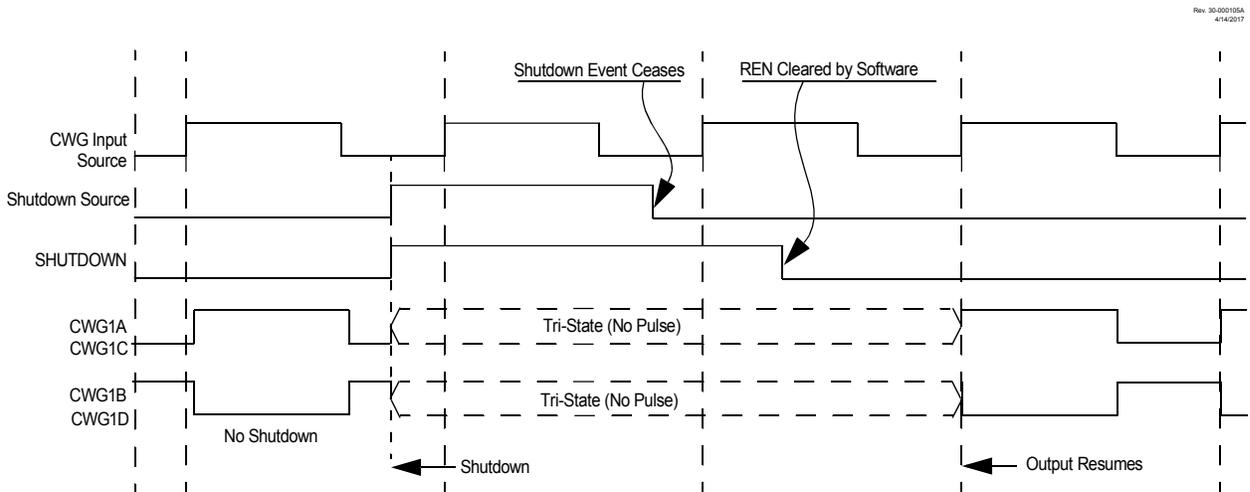 Rev. 30-000105A
4/14/2017
Shutdown Event Ceases
REN Cleared by Software
CWG Input
Source
Shutdown Source
SHUTDOWN
CWG1A
CWG1C
Tri-State (No Pulse)
CWG1B
CWG1D
Tri-State (No Pulse)
No Shutdown
Shutdown
Output Resumes